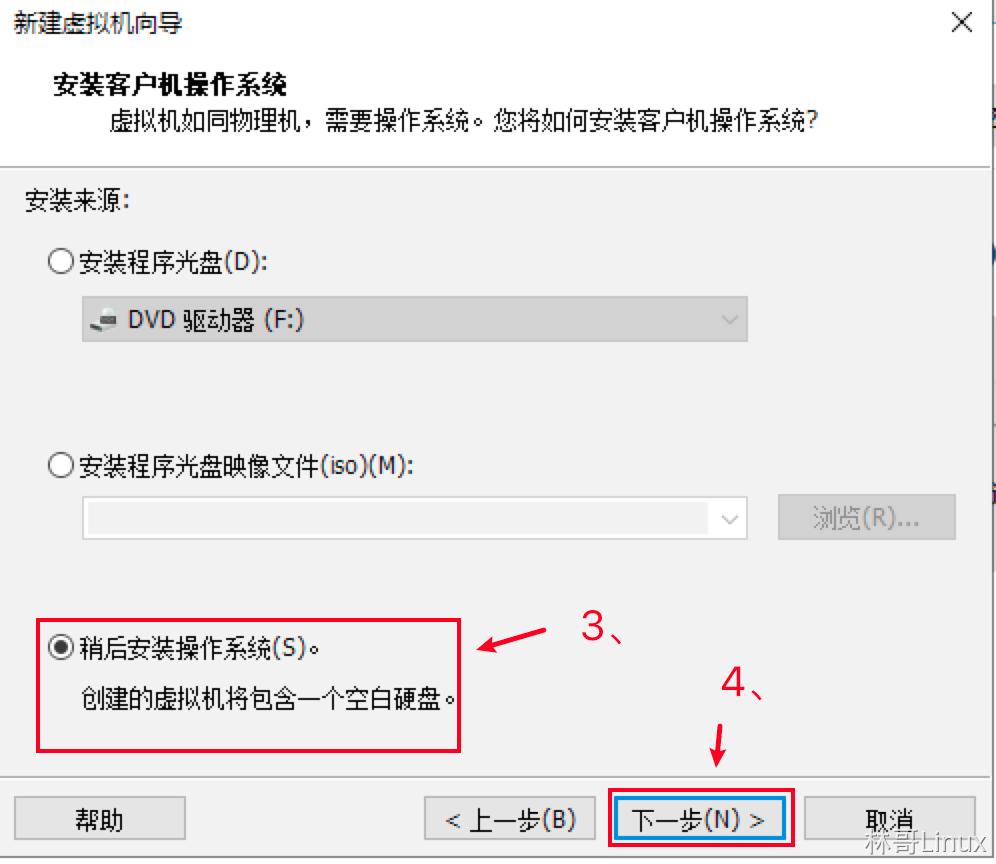 新建虚拟机向导
安装客户机操作系统
虚拟机如同物理机，需要操作系统。您将如何安装客户机操作系统?
安装来源:
安装程序光盘(D):
DVD 驱动器 (F:)
安装程序光盘映像文件(iso)(M):
浏览(R)...
稍后安装操作系统(S)。
创建的虚拟机将包含一个空白硬盘。
3、
4、
帮助
< 上一步(B)
下一步(N) >
取消
林哥Linux